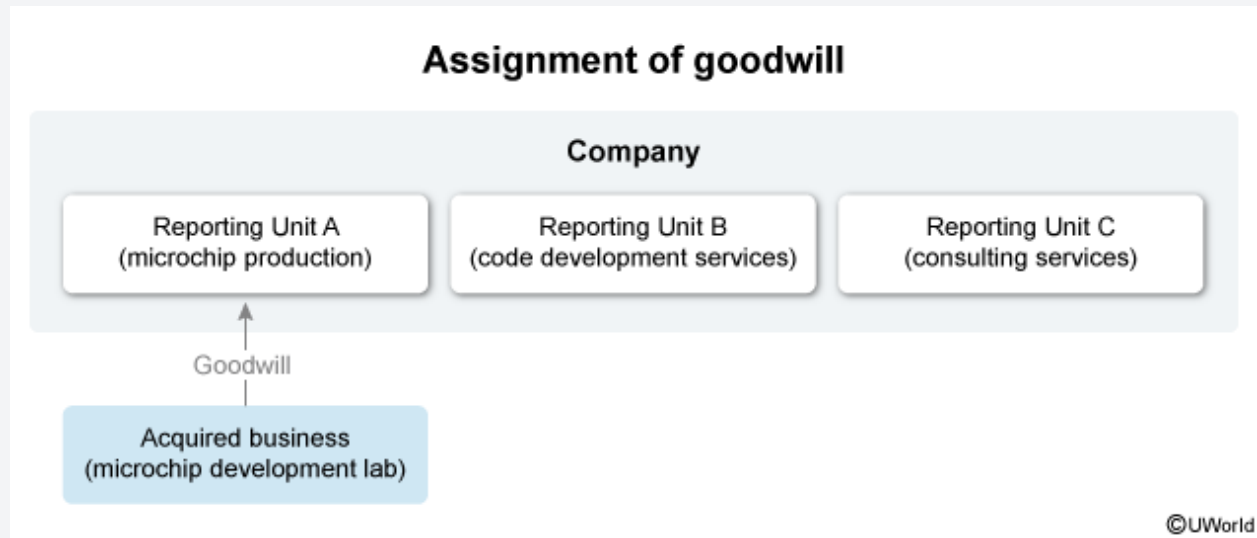 Assignment of goodwill
Company
Reporting Unit A
(microchip production)
Reporting Unit B
(code development services)
Reporting Unit C
(consulting services)
Goodwill
Acquired business
(microchip development lab)
©UWorld